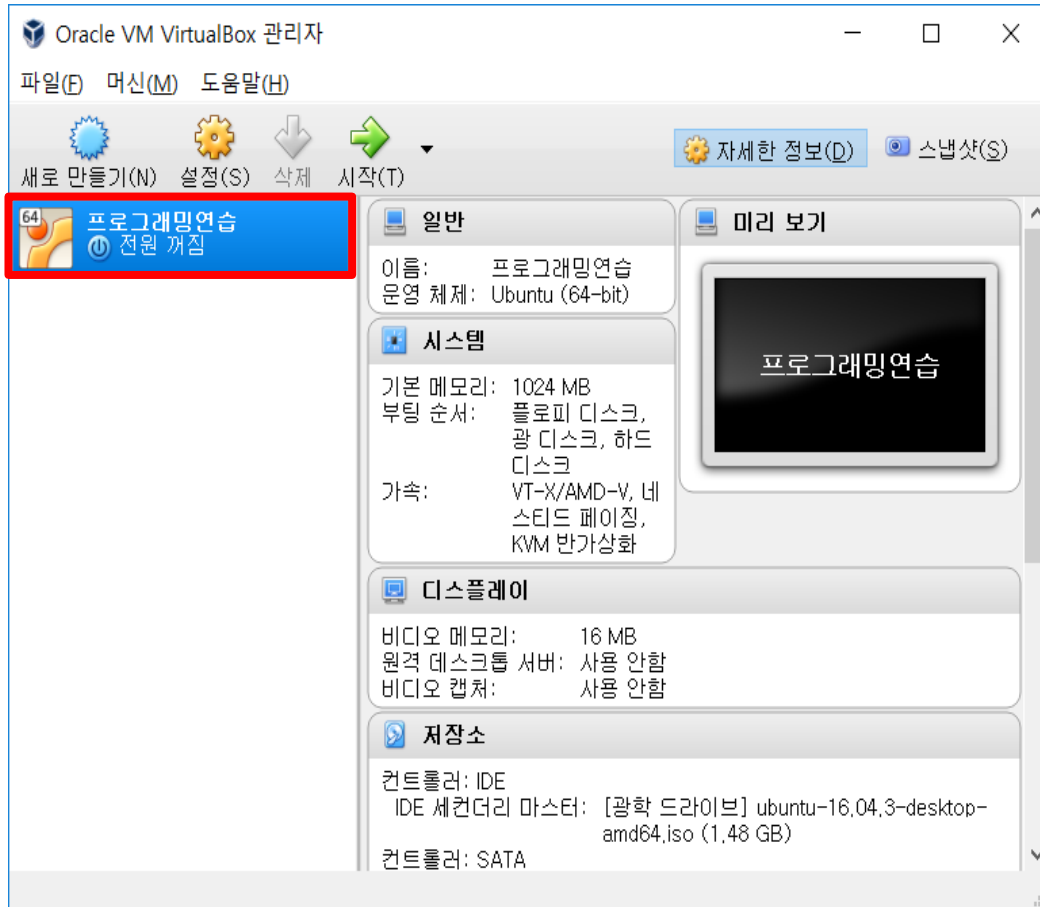 Oracle VM VirtualBox 관리자
파일(F) 머신(M) 도움말(H)
새로 만들기(N) 설정(S) 삭제 시작(T) 자세한 정보(D) 스냅샷(S)
64 프로그래밍연습
전원 꺼짐
일반
이름: 프로그래밍연습
운영 체제: Ubuntu (64-bit)
미리 보기
프로그래밍연습
시스템
기본 메모리: 1024 MB
부팅 순서: 플로피 디스크,
광 디스크, 하드
디스크
가속: VT-X/AMD-V, 네
스티드 페이징,
KVM 반가상화
디스플레이
비디오 메모리: 16 MB
원격 데스크톱 서버: 사용 안함
비디오 캡처: 사용 안함
저장소
컨트롤러: IDE
IDE 세컨더리 마스터: [광학 드라이브] ubuntu-16.04.3-desktop-
amd64.iso (1.48 GB)
컨트롤러: SATA